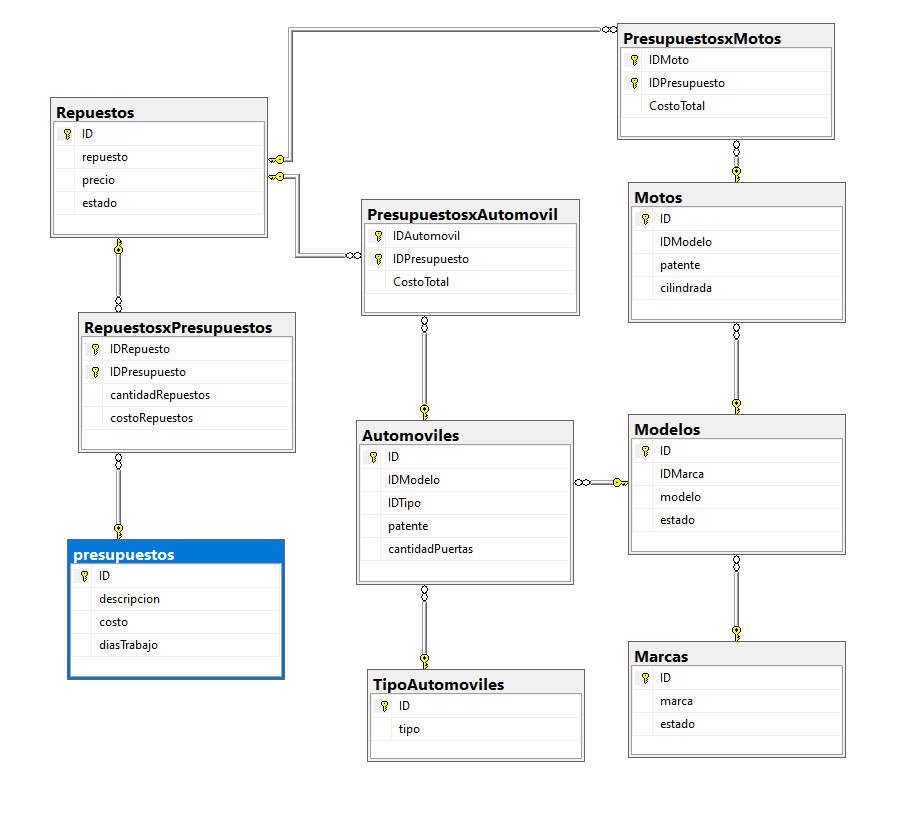 PresupuestosxMotos
IDMoto
IDPresupuesto
CostoTotal
Repuestos
ID
repuesto
precio
estado
PresupuestosxAutomovil
IDAutomovil
IDPresupuesto
CostoTotal
Motos
ID
IDModelo
patente
cilindrada
RepuestosxPresupuestos
IDRepuesto
IDPresupuesto
cantidadRepuestos
costoRepuestos
Automoviles
ID
IDModelo
IDTipo
patente
cantidadPuertas
Modelos
ID
IDMarca
modelo
estado
presupuestos
ID
descripcion
costo
diasTrabajo
TipoAutomoviles
ID
tipo
Marcas
ID
marca
estado